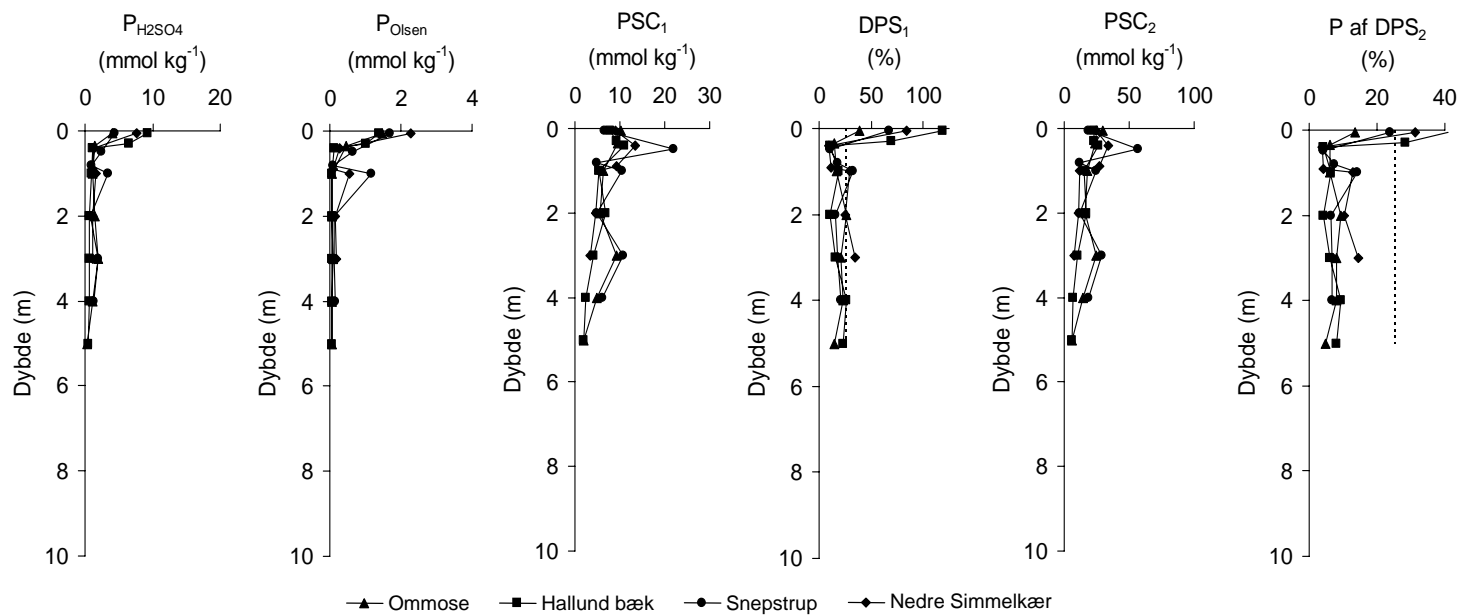 P_H2SO4 P_Olsen PSC₁ DPS₁ PSC₂ P af DPS₂
(mmol kg⁻¹) (mmol kg⁻¹) (mmol kg⁻¹) (%) (mmol kg⁻¹) (%)
0 10 20 0 2 4 0 10 20 30 0 50 100 0 50 100 0 20 40
0 0 0 0 0 0
2 2 2 2 2 2
4 4 4 4 4 4
Dybde (m) Dybde (m) Dybde (m) Dybde (m) Dybde (m) Dybde (m)
6 6 6 6 6 6
8 8 8 8 8 8
10 10 10 10 10 10
Ommose Hallund bæk Snepstrup Nedre Simmelkær